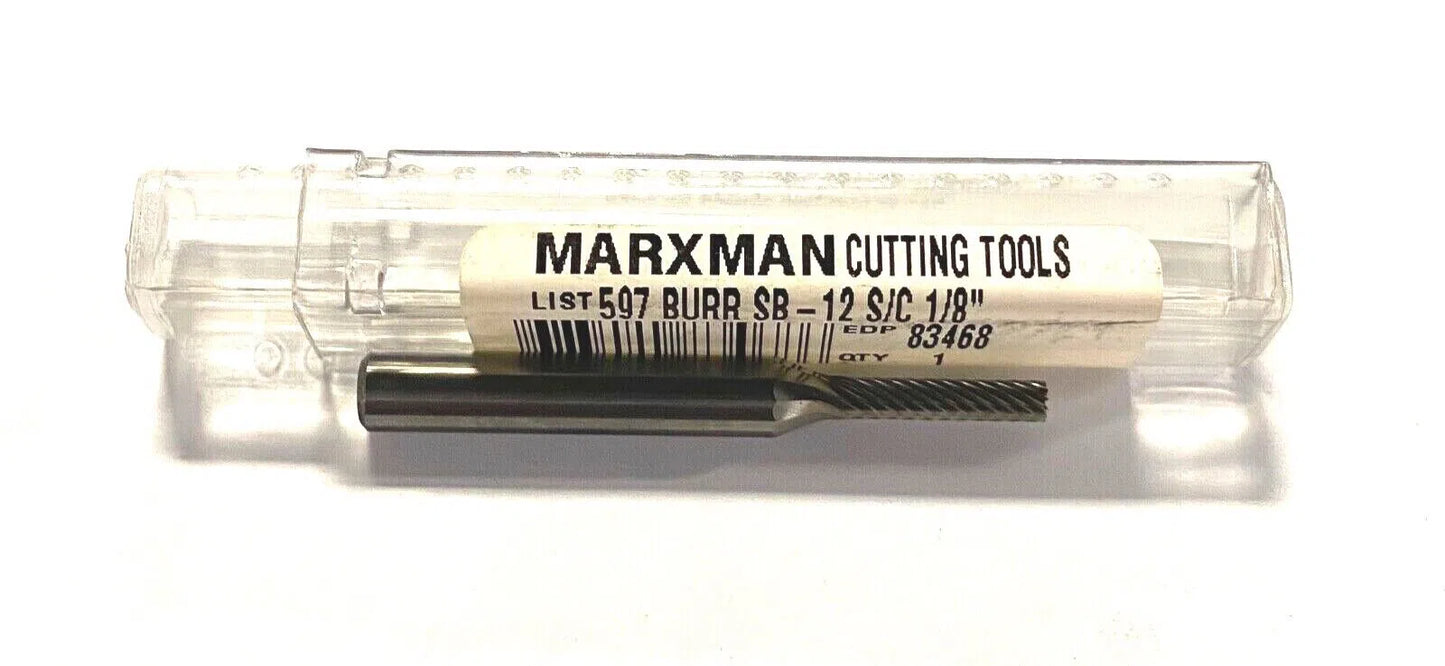 MARXMAN CUTTING TOOLS
LIST 597 BURR SB-12 S/C 1/8"
EDP 83468
QTY 1